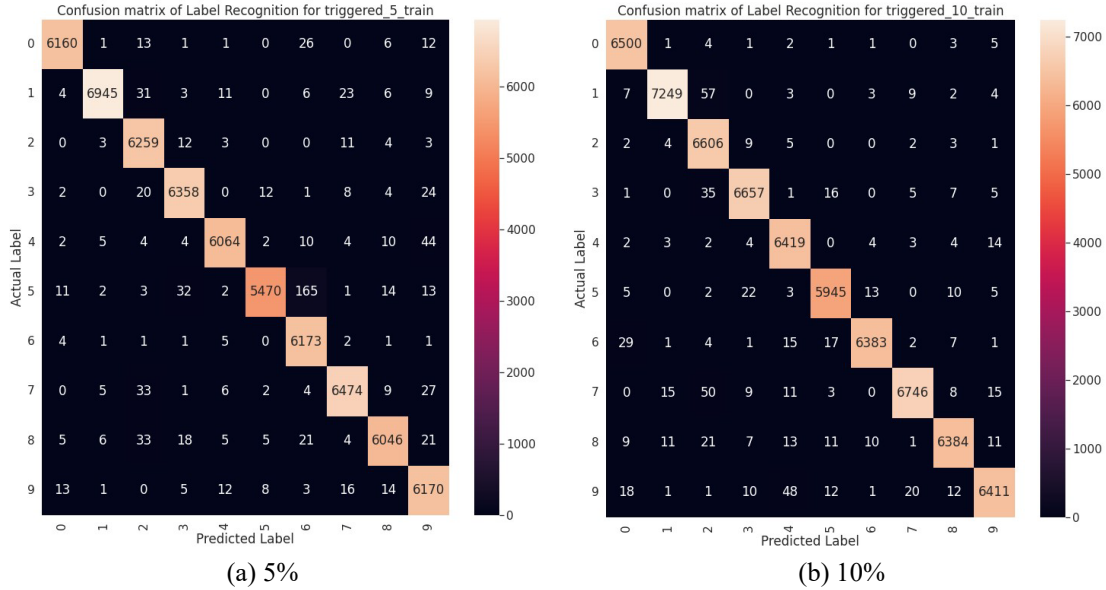 Confusion matrix of Label Recognition for triggered_5_train
0 6160 1 13 1 1 0 26 0 6 12
1 4 6945 31 3 11 0 6 23 6 9
2 0 3 6259 12 3 0 0 11 4 3
3 2 0 20 6358 0 12 1 8 4 24
4 2 5 4 4 6064 2 10 4 10 44
5 11 2 3 32 2 5470 165 1 14 13
6 4 1 1 1 5 0 6173 2 1 1
7 0 5 33 1 6 2 4 6474 9 27
8 5 6 33 18 5 5 21 4 6046 21
9 13 1 0 5 12 8 3 16 14 6170
0 1 2 3 4 5 6 7 8 9
Actual Label
Predicted Label
6000
5000
4000
3000
2000
1000
0
(a) 5%
Confusion matrix of Label Recognition for triggered_10_train
0 6500 1 4 1 2 1 1 0 3 5
1 7 7249 57 0 3 0 3 9 2 4
2 2 4 6606 9 5 0 0 2 3 1
3 1 0 35 6657 1 16 0 5 7 5
4 2 3 2 4 6419 0 4 3 4 14
5 5 0 2 22 3 5945 13 0 10 5
6 29 1 4 1 15 17 6383 2 7 1
7 0 15 50 9 11 3 0 6746 8 15
8 9 11 21 7 13 11 10 1 6384 11
9 18 1 1 10 48 12 1 20 12 6411
0 1 2 3 4 5 6 7 8 9
Actual Label
Predicted Label
7000
6000
5000
4000
3000
2000
1000
0
(b) 10%